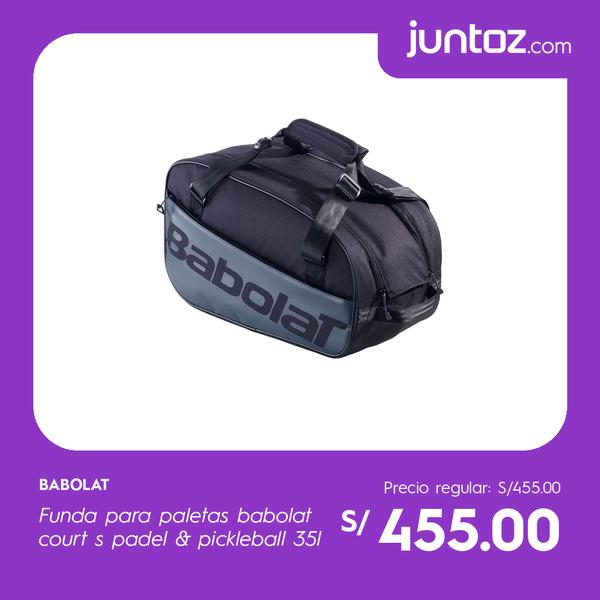 juntoz.com
Babolat
BABOLAT
Precio regular: S/455.00
Funda para paletas babolat
court s padel & pickleball 35l
S/ 455.00